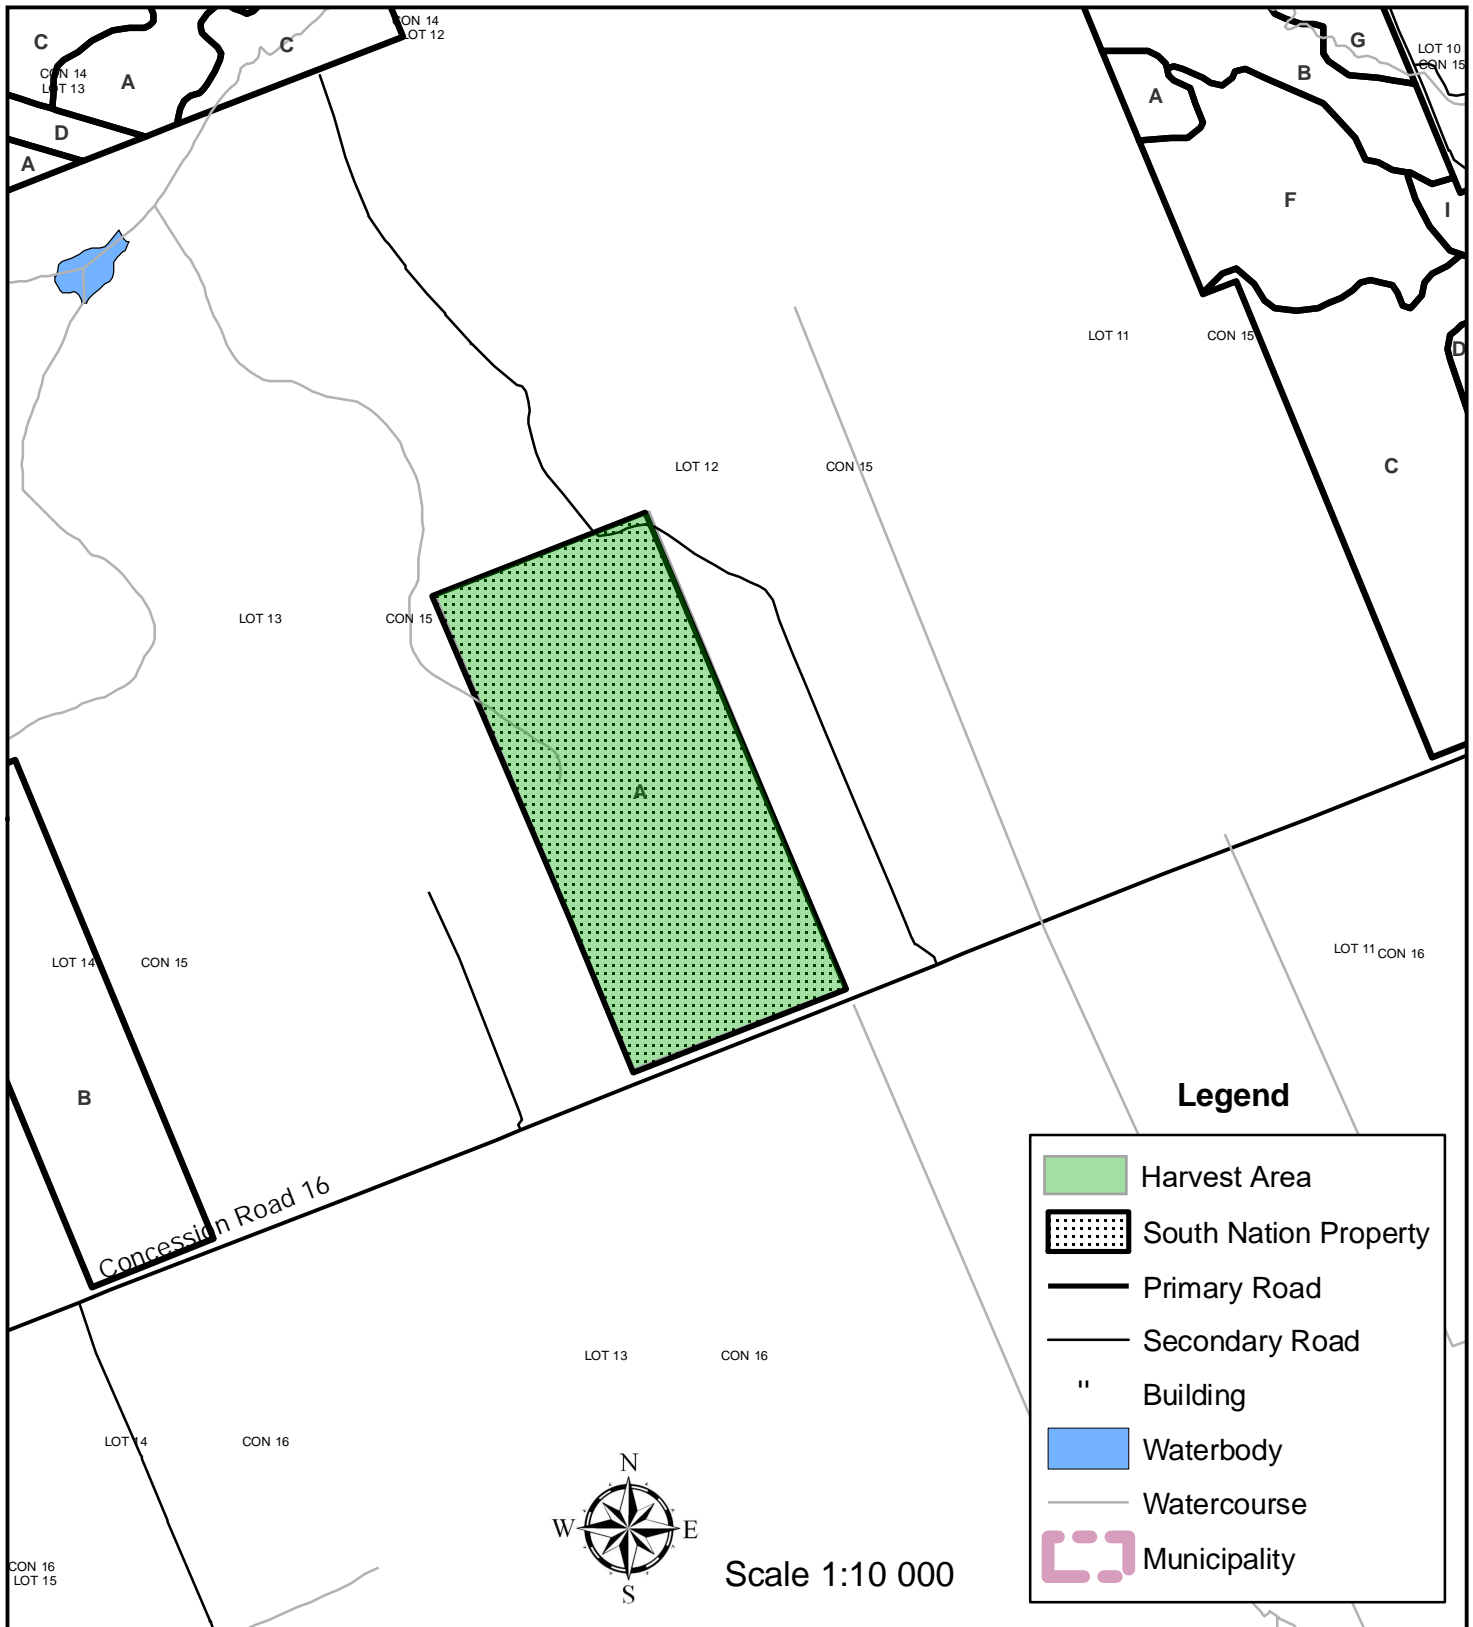 CON 14
LOT 12
C
C
CON 14
LOT 13
A
D
A
G
B
LOT 10
CON 15
A
F
I
LOT 11
CON 15
D
LOT 12
CON 15
C
LOT 13
CON 15
A
LOT 14
CON 15
LOT 11
CON 16
B
Concession Road 16
LOT 13
CON 16
LOT 14
CON 16
CON 16
LOT 15
N
W
E
S
Scale 1:10 000
Legend
Harvest Area
South Nation Property
Primary Road
Secondary Road
" Building
Waterbody
Watercourse
Municipality